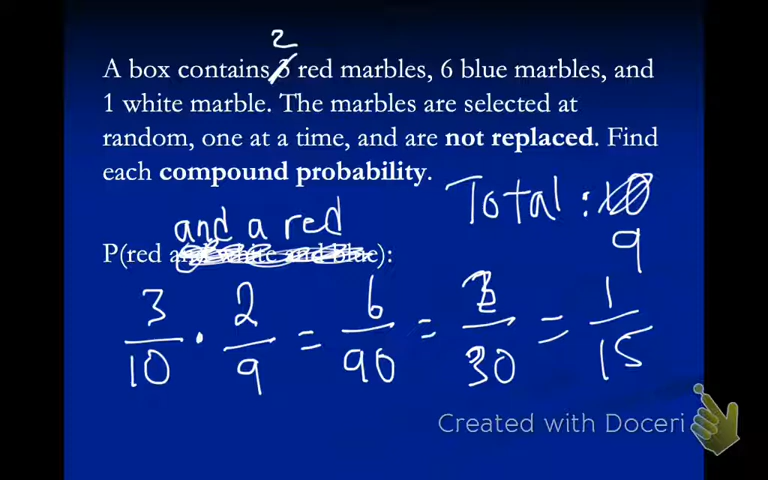 2
A box contains 3 red marbles, 6 blue marbles, and
1 white marble. The marbles are selected at
random, one at a time, and are not replaced. Find
each compound probability.
Total: 10
9
and a red
P(red and white and blue):
3/10 · 2/9 = 6/90 = 2/30 = 1/15
Created with Doceri